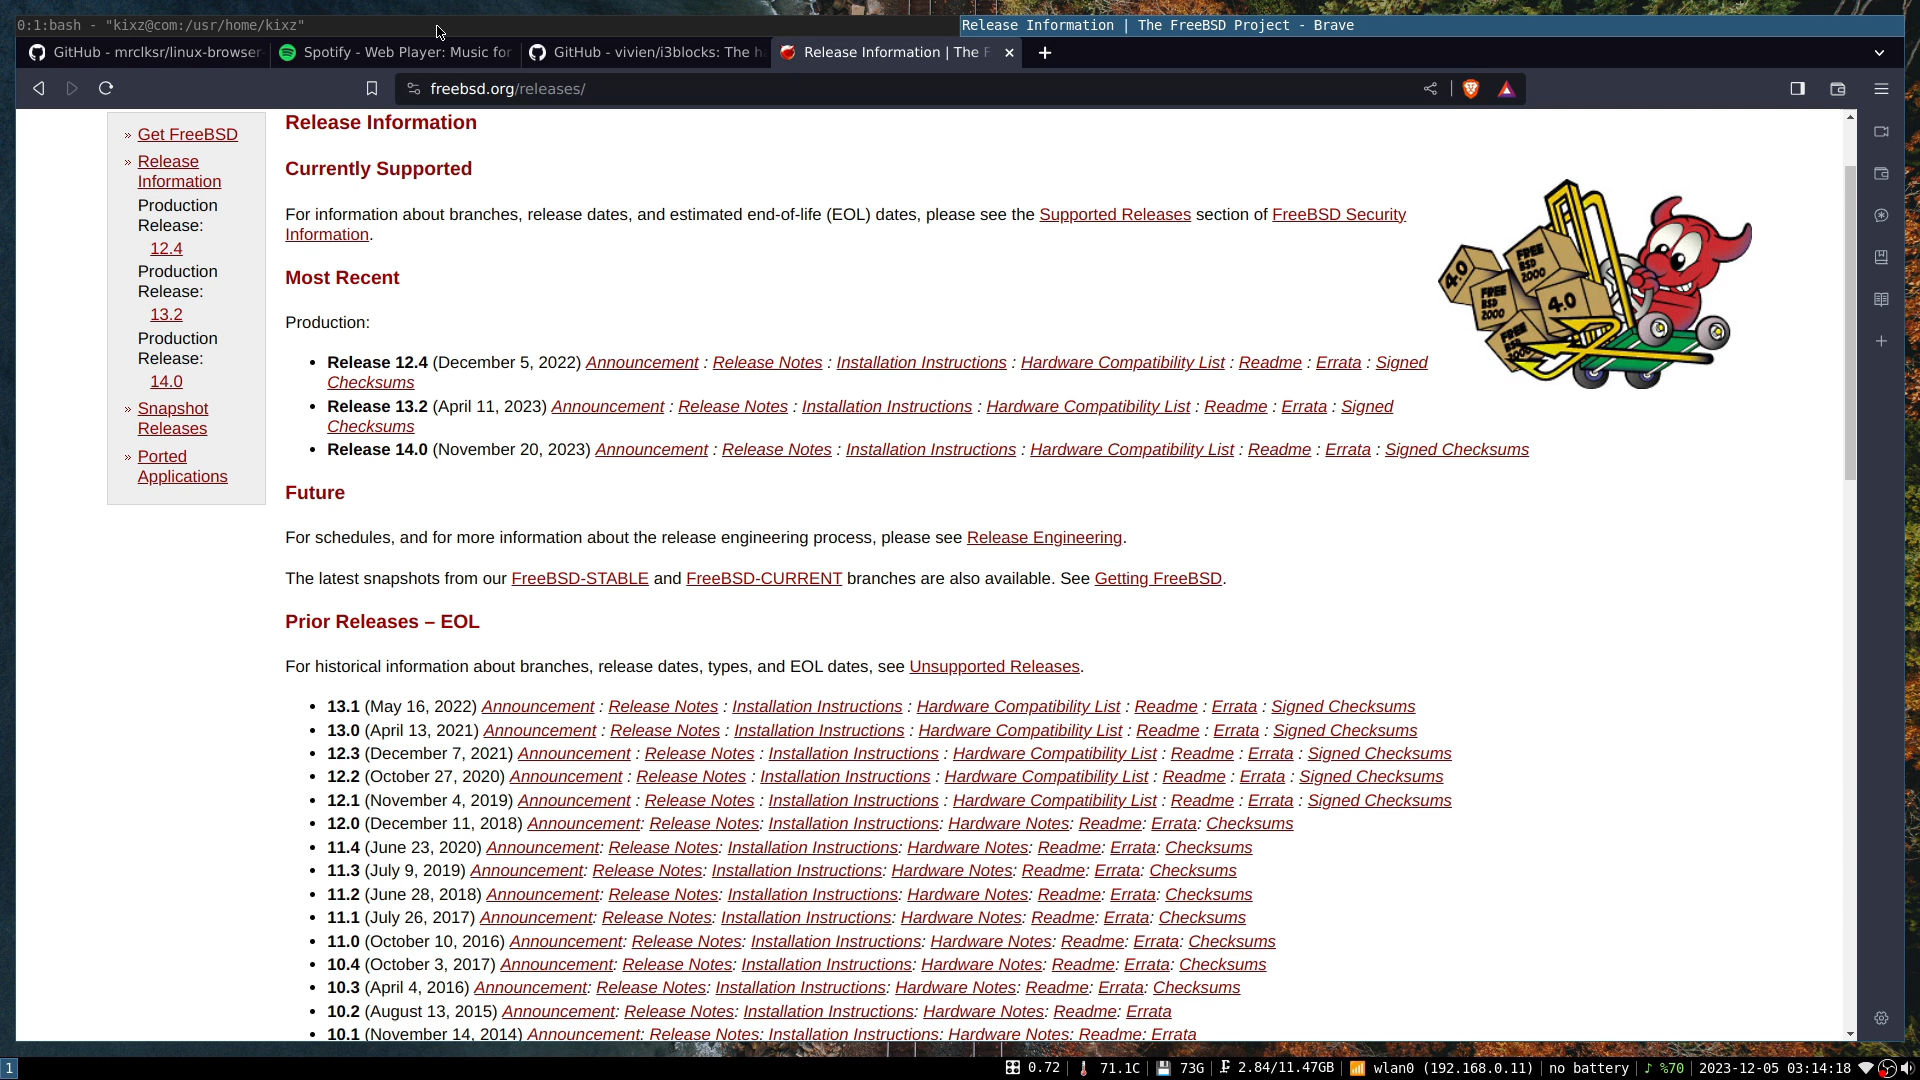 0:1:bash - "kixz@com:/usr/home/kixz"
Release Information | The FreeBSD Project - Brave
GitHub - mrclksr/linux-browser-
Spotify - Web Player: Music for
GitHub - vivien/i3blocks: The h
Release Information | The F
freebsd.org/releases/
» Get FreeBSD
» Release
Information
Production
Release:
12.4
Production
Release:
13.2
Production
Release:
14.0
» Snapshot
Releases
» Ported
Applications
Release Information
Currently Supported
For information about branches, release dates, and estimated end-of-life (EOL) dates, please see the Supported Releases section of FreeBSD Security
Information.
Most Recent
Production:
• Release 12.4 (December 5, 2022) Announcement : Release Notes : Installation Instructions : Hardware Compatibility List : Readme : Errata : Signed
Checksums
• Release 13.2 (April 11, 2023) Announcement : Release Notes : Installation Instructions : Hardware Compatibility List : Readme : Errata : Signed
Checksums
• Release 14.0 (November 20, 2023) Announcement : Release Notes : Installation Instructions : Hardware Compatibility List : Readme : Errata : Signed Checksums
4.0
FREE
BSD
2000
FREE
BSD
2000
4.0
FREE
2000
Future
For schedules, and for more information about the release engineering process, please see Release Engineering.
The latest snapshots from our FreeBSD-STABLE and FreeBSD-CURRENT branches are also available. See Getting FreeBSD.
Prior Releases – EOL
For historical information about branches, release dates, types, and EOL dates, see Unsupported Releases.
• 13.1 (May 16, 2022) Announcement : Release Notes : Installation Instructions : Hardware Compatibility List : Readme : Errata : Signed Checksums
• 13.0 (April 13, 2021) Announcement : Release Notes : Installation Instructions : Hardware Compatibility List : Readme : Errata : Signed Checksums
• 12.3 (December 7, 2021) Announcement : Release Notes : Installation Instructions : Hardware Compatibility List : Readme : Errata : Signed Checksums
• 12.2 (October 27, 2020) Announcement : Release Notes : Installation Instructions : Hardware Compatibility List : Readme : Errata : Signed Checksums
• 12.1 (November 4, 2019) Announcement : Release Notes : Installation Instructions : Hardware Compatibility List : Readme : Errata : Signed Checksums
• 12.0 (December 11, 2018) Announcement: Release Notes: Installation Instructions: Hardware Notes: Readme: Errata: Checksums
• 11.4 (June 23, 2020) Announcement: Release Notes: Installation Instructions: Hardware Notes: Readme: Errata: Checksums
• 11.3 (July 9, 2019) Announcement: Release Notes: Installation Instructions: Hardware Notes: Readme: Errata: Checksums
• 11.2 (June 28, 2018) Announcement: Release Notes: Installation Instructions: Hardware Notes: Readme: Errata: Checksums
• 11.1 (July 26, 2017) Announcement: Release Notes: Installation Instructions: Hardware Notes: Readme: Errata: Checksums
• 11.0 (October 10, 2016) Announcement: Release Notes: Installation Instructions: Hardware Notes: Readme: Errata: Checksums
• 10.4 (October 3, 2017) Announcement: Release Notes: Installation Instructions: Hardware Notes: Readme: Errata: Checksums
• 10.3 (April 4, 2016) Announcement: Release Notes: Installation Instructions: Hardware Notes: Readme: Errata: Checksums
• 10.2 (August 13, 2015) Announcement: Release Notes: Installation Instructions: Hardware Notes: Readme: Errata
• 10.1 (November 14, 2014) Announcement: Release Notes: Installation Instructions: Hardware Notes: Readme: Errata
1
0.72 | 71.1C | 73G | 2.84/11.47GB | wlan0 (192.168.0.11) | no battery | ♪ %70 | 2023-12-05 03:14:18